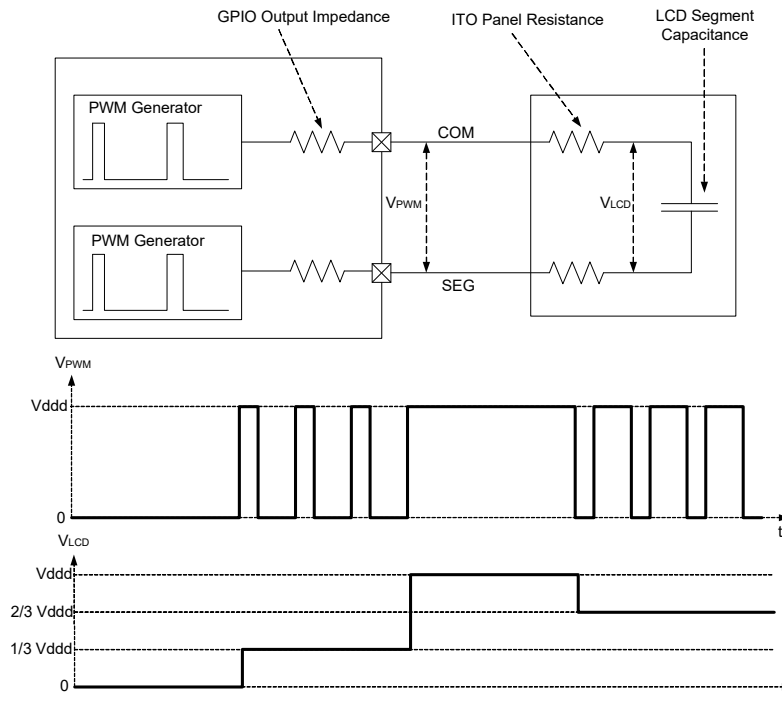 GPIO Output Impedance
ITO Panel Resistance
LCD Segment
Capacitance
PWM Generator
COM
VPWM
VLCD
PWM Generator
SEG
VPWM
Vddd
0
t
VLCD
Vddd
2/3 Vddd
1/3 Vddd
0